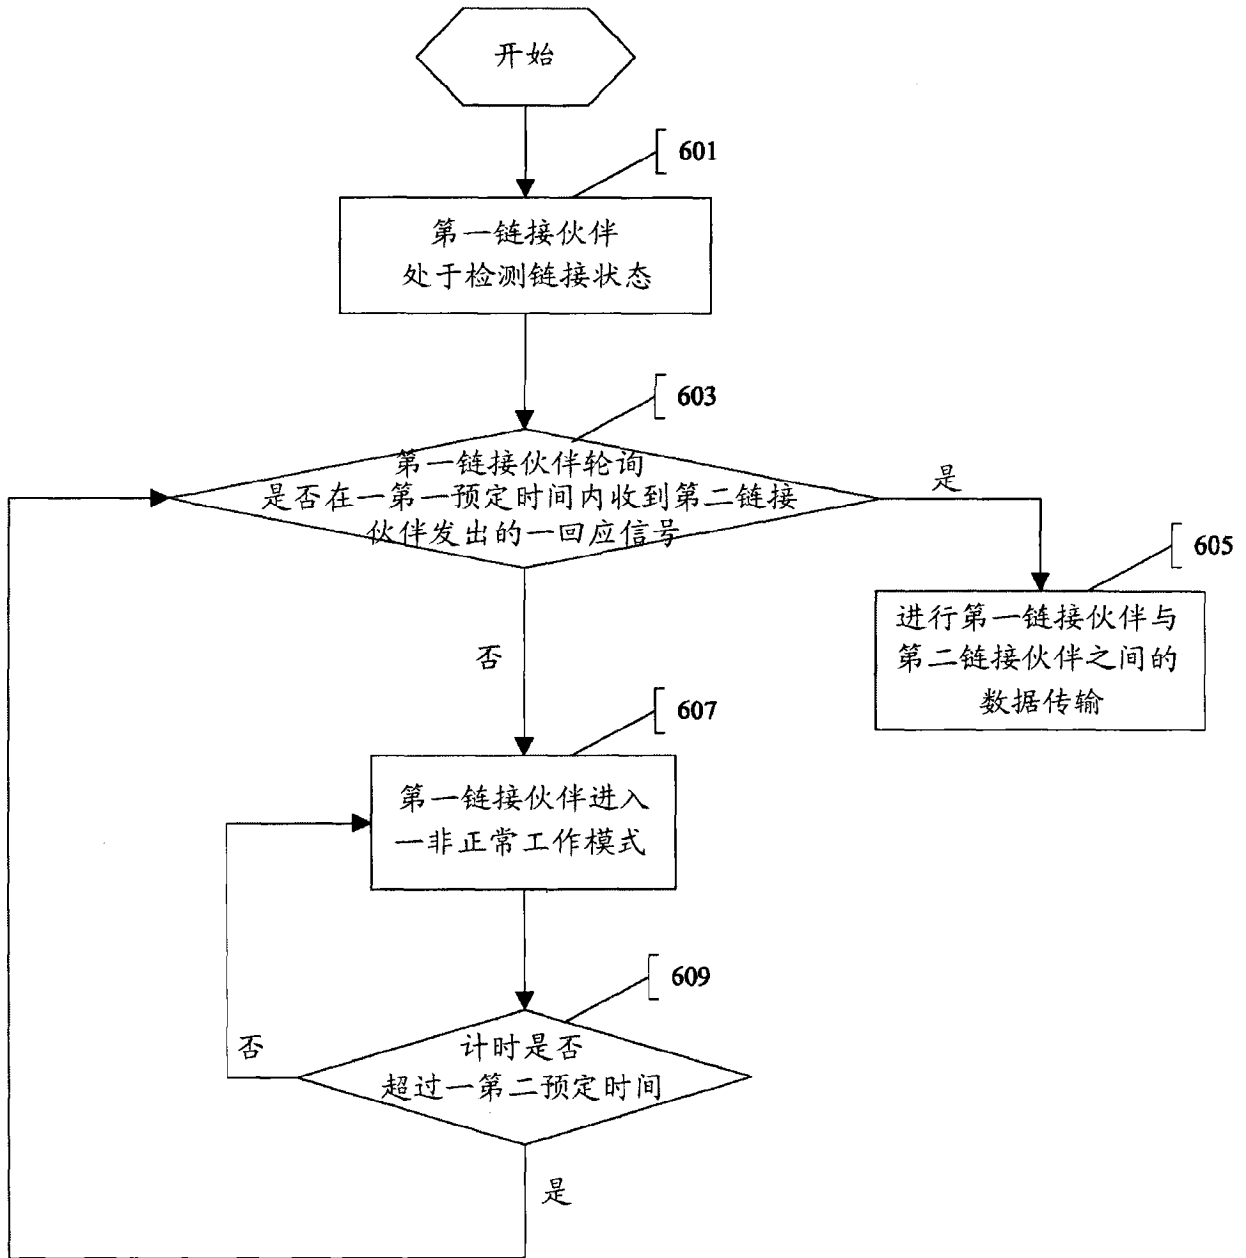 开始
601
第一链接伙伴
处于检测链接状态
603
第一链接伙伴轮询
是否在一第一预定时间内收到第二链接
伙伴发出的一回应信号
是
605
进行第一链接伙伴与
第二链接伙伴之间的
数据传输
否
607
第一链接伙伴进入
一非正常工作模式
609
否
计时是否
超过一第二预定时间
是